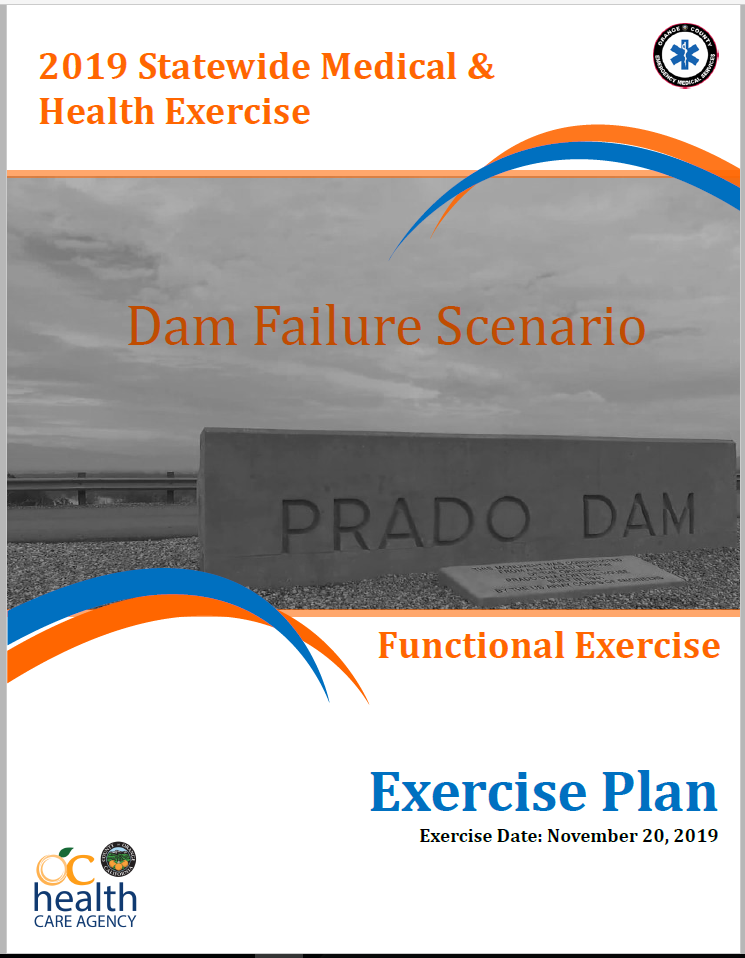 2019 Statewide Medical &
Health Exercise
ORANGE COUNTY
EMERGENCY MEDICAL SERVICES
Dam Failure Scenario
PRADO DAM
Functional Exercise
Exercise Plan
Exercise Date: November 20, 2019
OC
COUNTY OF ORANGE
CALIFORNIA
health
CARE AGENCY